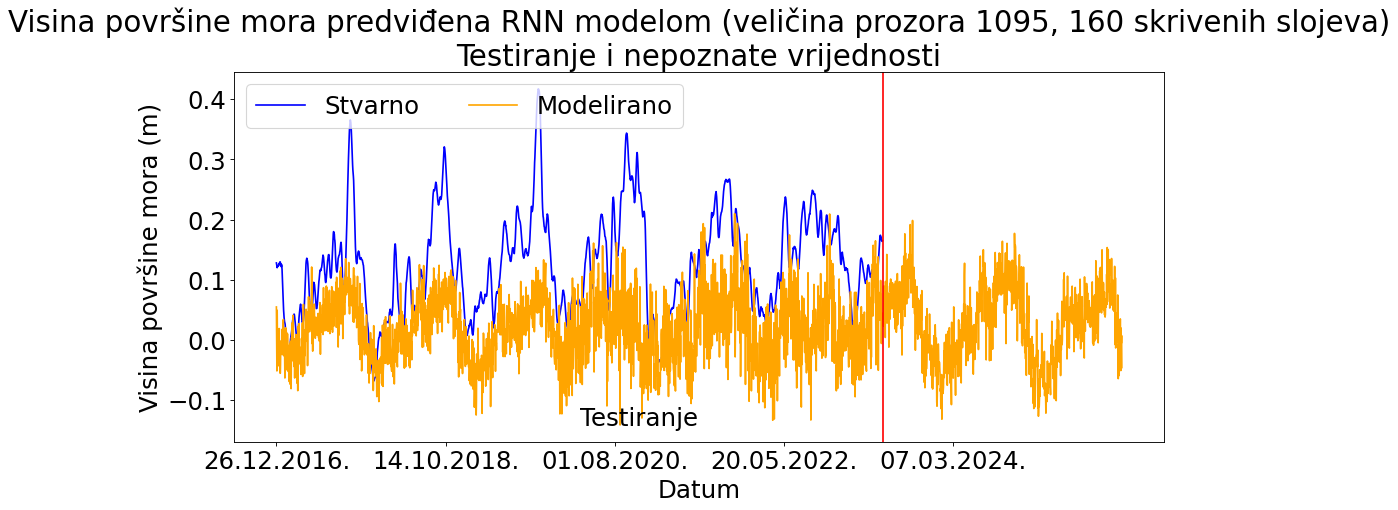 Visina površine mora predviđena RNN modelom (veličina prozora 1095, 160 skrivenih slojeva)
Testiranje i nepoznate vrijednosti
Stvarno
Modelirano
Visina površine mora (m)
0.4
0.3
0.2
0.1
0.0
−0.1
Testiranje
26.12.2016.
14.10.2018.
01.08.2020.
20.05.2022.
07.03.2024.
Datum